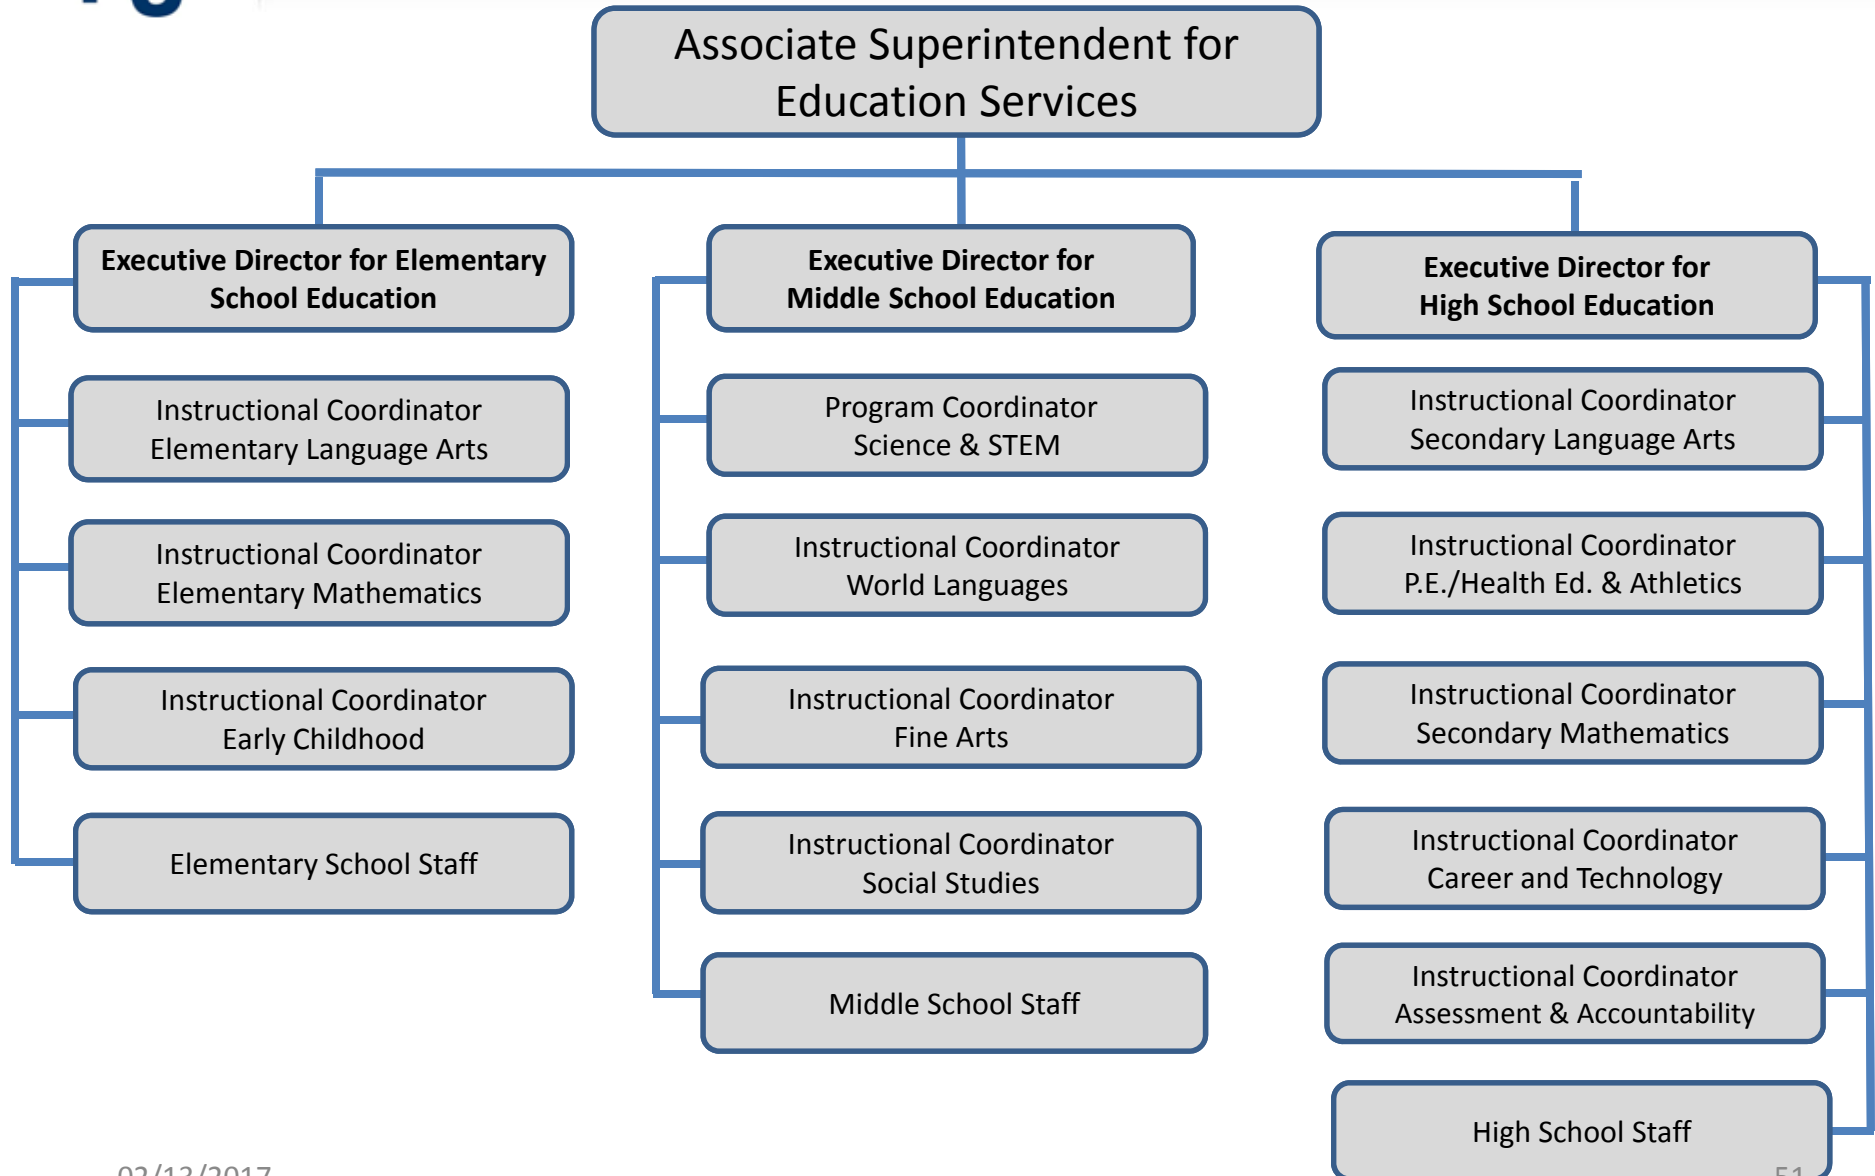 Associate Superintendent for
Education Services
Executive Director for Elementary
School Education
Instructional Coordinator
Elementary Language Arts
Instructional Coordinator
Elementary Mathematics
Instructional Coordinator
Early Childhood
Elementary School Staff
Executive Director for
Middle School Education
Program Coordinator
Science & STEM
Instructional Coordinator
World Languages
Instructional Coordinator
Fine Arts
Instructional Coordinator
Social Studies
Middle School Staff
Executive Director for
High School Education
Instructional Coordinator
Secondary Language Arts
Instructional Coordinator
P.E./Health Ed. & Athletics
Instructional Coordinator
Secondary Mathematics
Instructional Coordinator
Career and Technology
Instructional Coordinator
Assessment & Accountability
High School Staff
02/13/2017
51